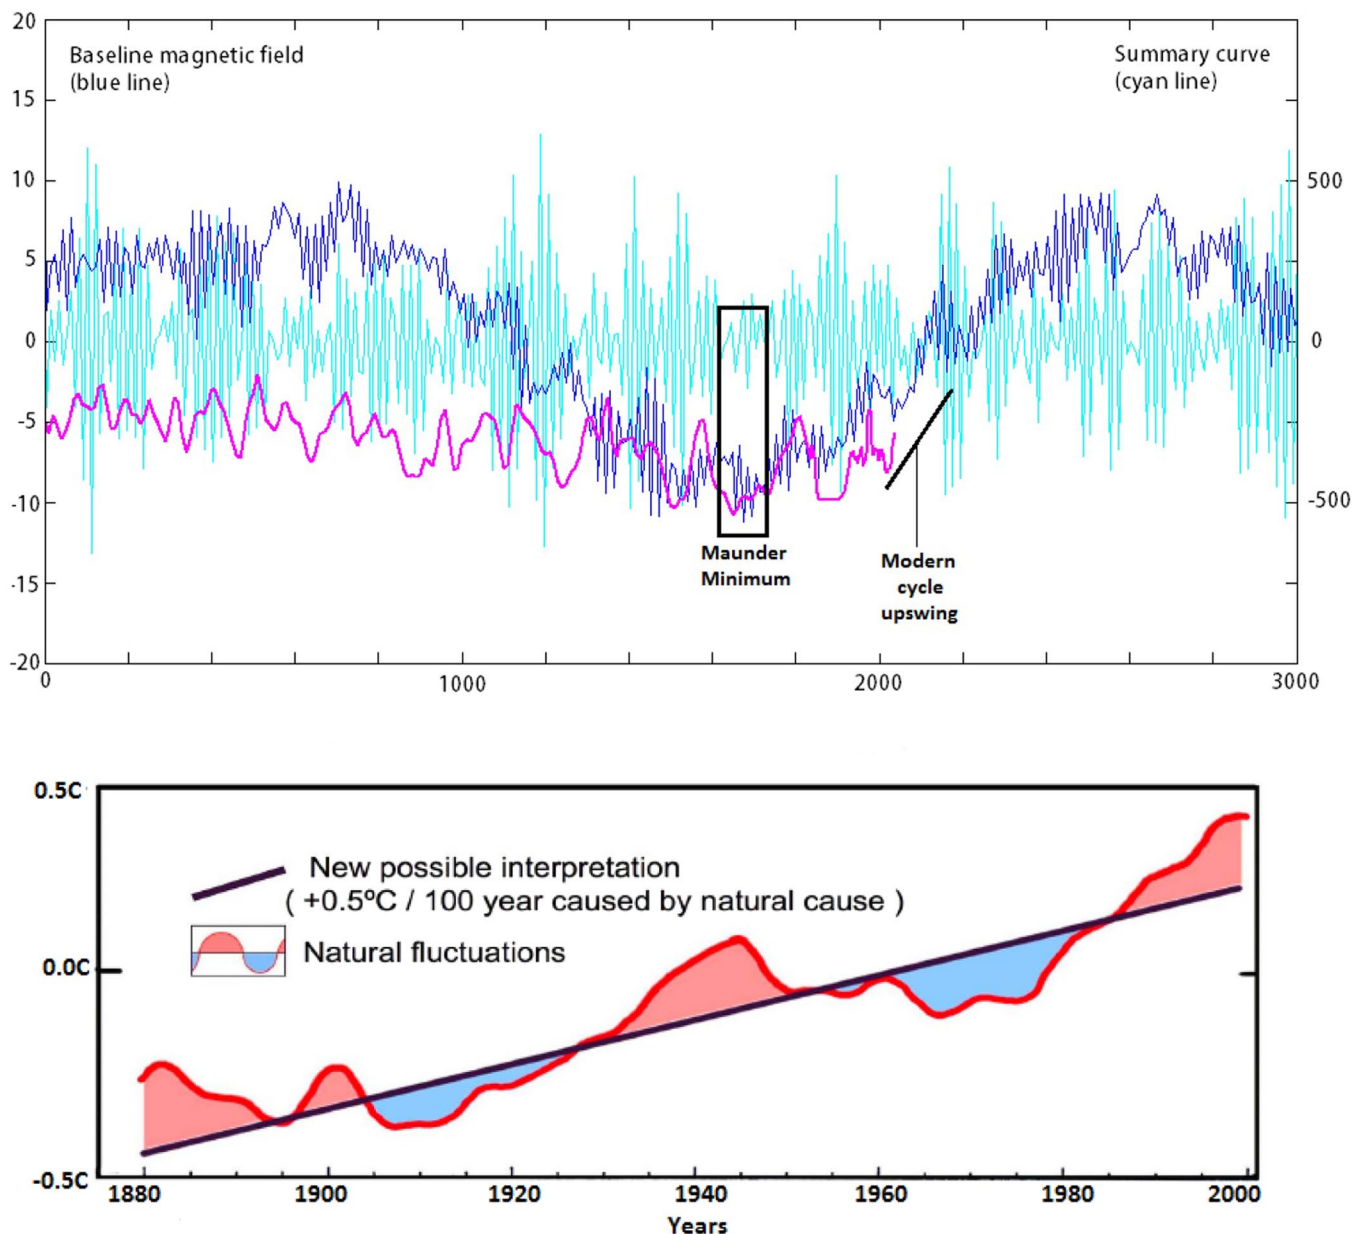 20
Baseline magnetic field
(blue line)
Summary curve
(cyan line)
15
10
500
5
0
0
-5
-10
-500
Maunder
Minimum
Modern
cycle
upswing
-15
-20
0
1000
2000
3000
0.5C
New possible interpretation
( +0.5ºC / 100 year caused by natural cause )
Natural fluctuations
0.0C
-0.5C
1880
1900
1920
1940
1960
1980
2000
Years